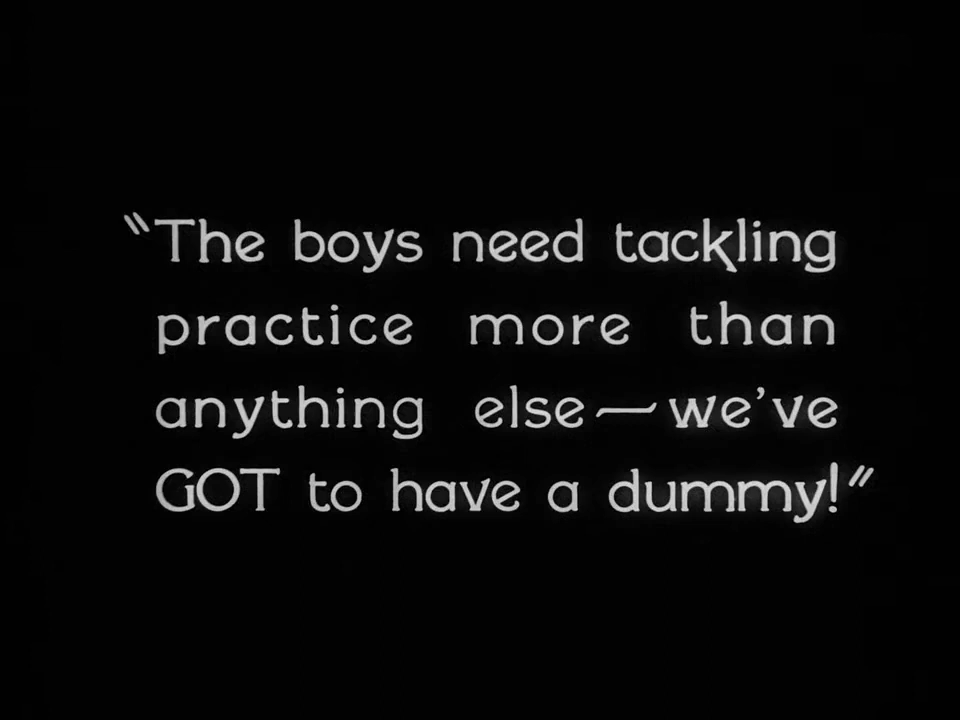 "The boys need tackling
practice more than
anything else—we've
GOT to have a dummy!"